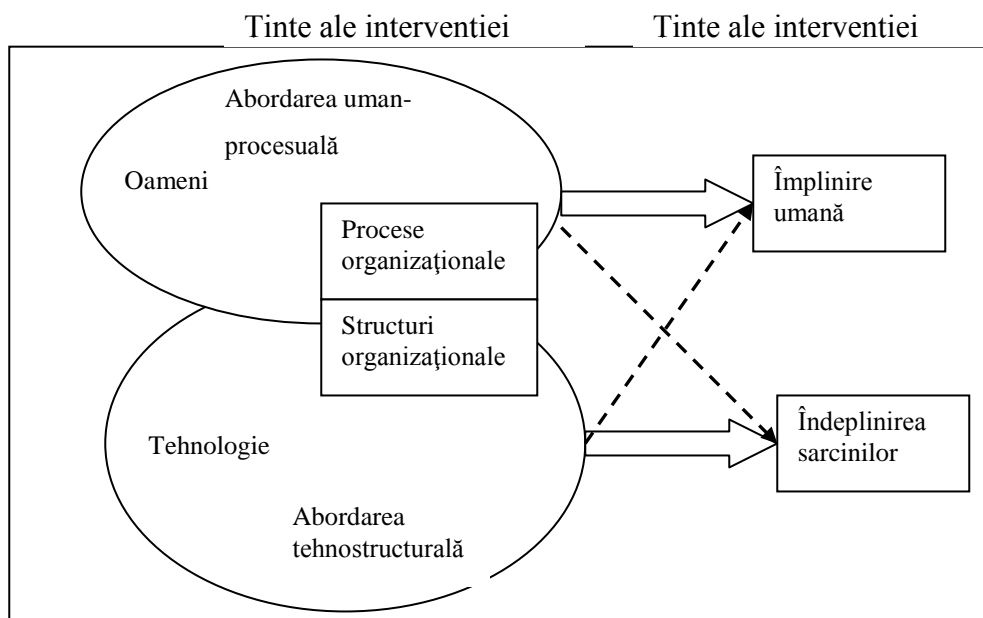 Tinte ale interventiei
Tinte ale interventiei
Abordarea uman-
procesuală
Oameni
Procese
organizaţionale
Structuri
organizaţionale
Tehnologie
Abordarea
tehnostructurală
Împlinire
umană
Îndeplinirea
sarcinilor